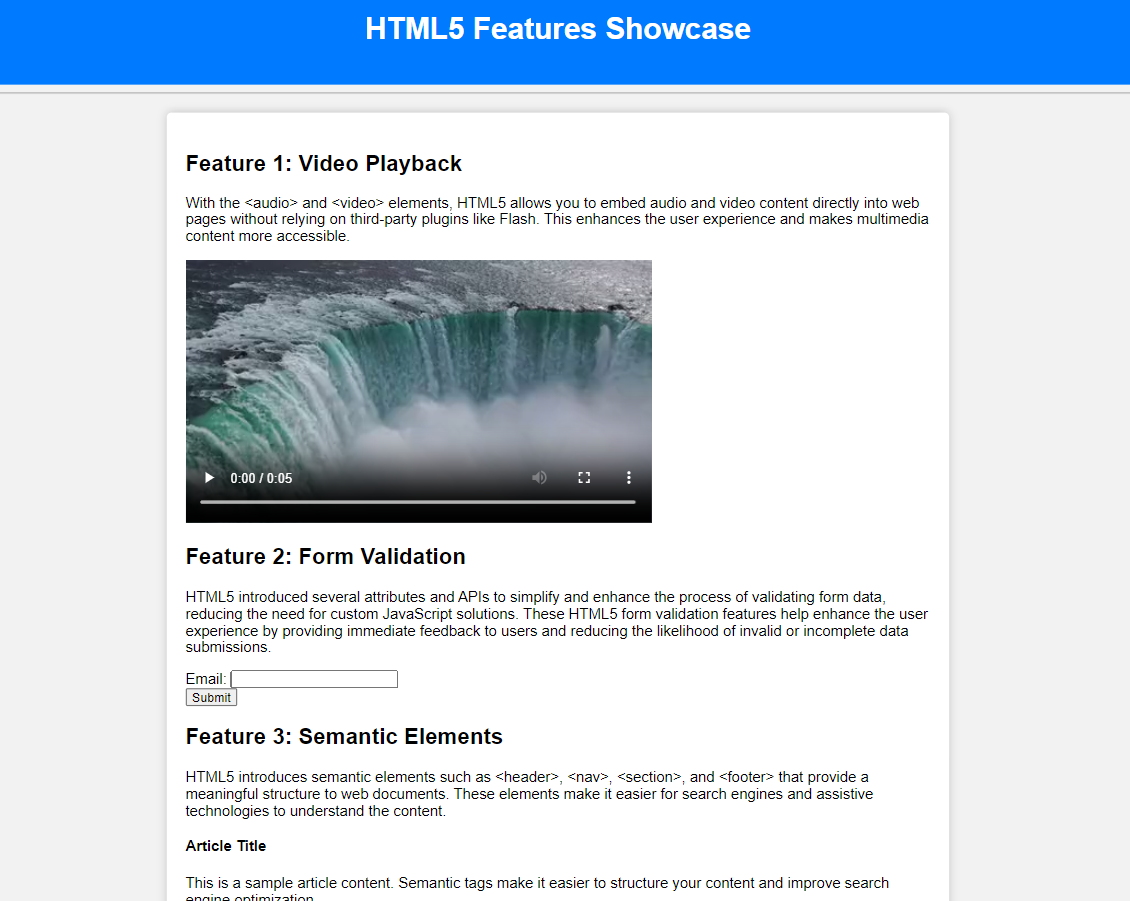 HTML5 Features Showcase
Feature 1: Video Playback
With the <audio> and <video> elements, HTML5 allows you to embed audio and video content directly into web
pages without relying on third-party plugins like Flash. This enhances the user experience and makes multimedia
content more accessible.
0:00 / 0:05
Feature 2: Form Validation
HTML5 introduced several attributes and APIs to simplify and enhance the process of validating form data,
reducing the need for custom JavaScript solutions. These HTML5 form validation features help enhance the user
experience by providing immediate feedback to users and reducing the likelihood of invalid or incomplete data
submissions.
Email:
Submit
Feature 3: Semantic Elements
HTML5 introduces semantic elements such as <header>, <nav>, <section>, and <footer> that provide a
meaningful structure to web documents. These elements make it easier for search engines and assistive
technologies to understand the content.
Article Title
This is a sample article content. Semantic tags make it easier to structure your content and improve search
engine optimization.